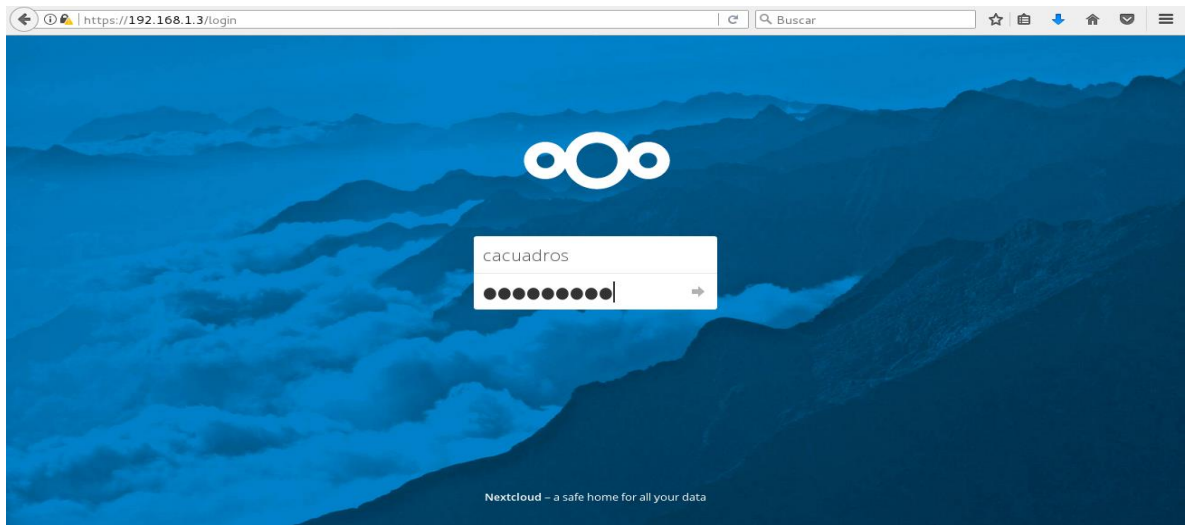 https://192.168.1.3/login
Buscar
cacuadros
●●●●●●●●●
Nextcloud – a safe home for all your data